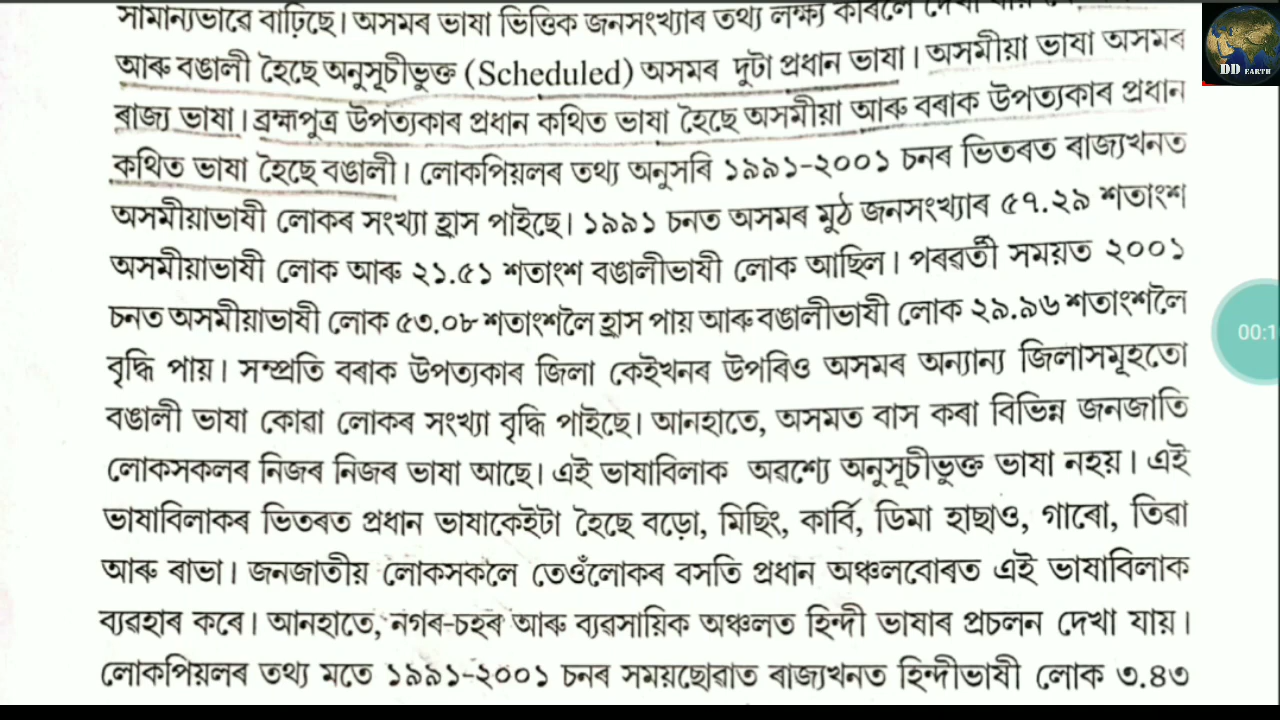 সামান্যভাৱে বাঢ়িছে। অসমৰ ভাষা ভিত্তিক জনসংখ্যাৰ তথ্য লক্ষ্য কৰিলে দেখা যায়
আৰু বঙালী হৈছে অনুসূচীভুক্ত (Scheduled) অসমৰ দুটা প্ৰধান ভাষা। অসমীয়া ভাষা অসমৰ
ৰাজ্য ভাষা। ব্ৰহ্মপুত্ৰ উপত্যকাৰ প্ৰধান কথিত ভাষা হৈছে অসমীয়া আৰু বৰাক উপত্যকাৰ প্ৰধান
কথিত ভাষা হৈছে বঙালী। লোকপিয়লৰ তথ্য অনুসৰি ১৯৯১-২০০১ চনৰ ভিতৰত ৰাজ্যখনত
অসমীয়াভাষী লোকৰ সংখ্যা হ্ৰাস পাইছে। ১৯৯১ চনত অসমৰ মুঠ জনসংখ্যাৰ ৫৭.২৯ শতাংশ
অসমীয়াভাষী লোক আৰু ২১.৫১ শতাংশ বঙালীভাষী লোক আছিল। পৰৱৰ্তী সময়ত ২০০১
চনত অসমীয়াভাষী লোক ৫৩.০৮ শতাংশলৈ হ্ৰাস পায় আৰু বঙালীভাষী লোক ২৯.৯৬ শতাংশলৈ
বৃদ্ধি পায়। সম্প্ৰতি বৰাক উপত্যকাৰ জিলা কেইখনৰ উপৰিও অসমৰ অন্যান্য জিলাসমূহতো
বঙালী ভাষা কোৱা লোকৰ সংখ্যা বৃদ্ধি পাইছে। আনহাতে, অসমত বাস কৰা বিভিন্ন জনজাতি
লোকসকলৰ নিজৰ নিজৰ ভাষা আছে। এই ভাষাবিলাক অৱশ্যে অনুসূচীভুক্ত ভাষা নহয়। এই
ভাষাবিলাকৰ ভিতৰত প্ৰধান ভাষাকেইটা হৈছে বড়ো, মিছিং, কাৰ্বি, ডিমা হাছাও, গাৰো, তিৱা
আৰু ৰাভা। জনজাতীয় লোকসকলে তেওঁলোকৰ বসতি প্ৰধান অঞ্চলবোৰত এই ভাষাবিলাক
ব্যৱহাৰ কৰে। আনহাতে, নগৰ-চহৰ আৰু ব্যৱসায়িক অঞ্চলত হিন্দী ভাষাৰ প্ৰচলন দেখা যায়।
লোকপিয়লৰ তথ্য মতে ১৯৯১-২০০১ চনৰ সময়ছোৱাত ৰাজ্যখনত হিন্দীভাষী লোক ৩.৪৩
DD EARTH
00:1